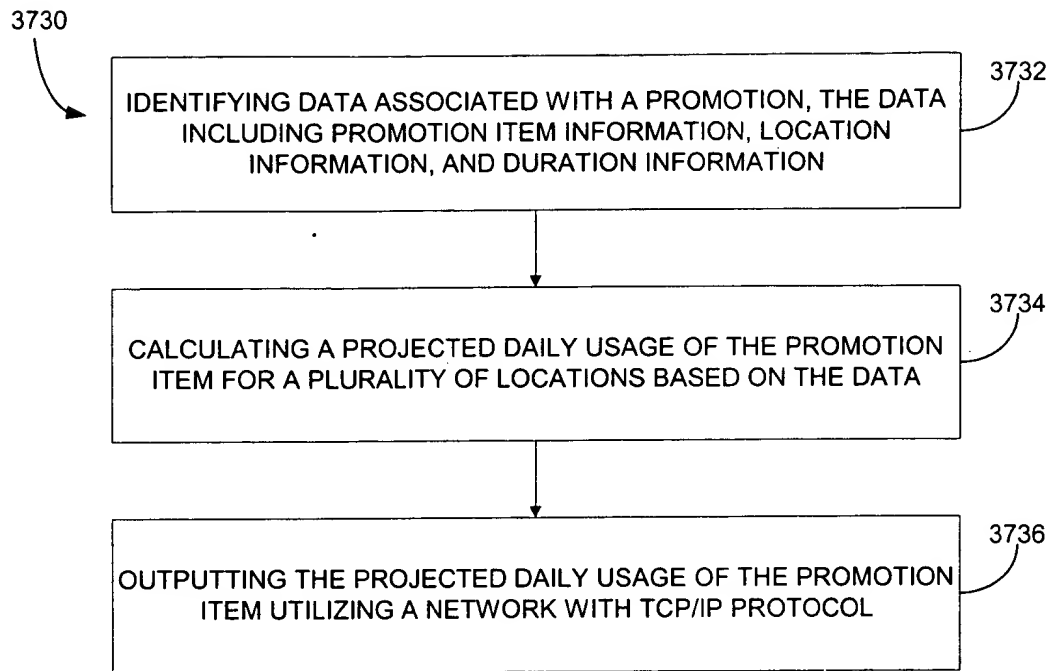 3730
3732
IDENTIFYING DATA ASSOCIATED WITH A PROMOTION, THE DATA
INCLUDING PROMOTION ITEM INFORMATION, LOCATION
INFORMATION, AND DURATION INFORMATION
3734
CALCULATING A PROJECTED DAILY USAGE OF THE PROMOTION
ITEM FOR A PLURALITY OF LOCATIONS BASED ON THE DATA
3736
OUTPUTTING THE PROJECTED DAILY USAGE OF THE PROMOTION
ITEM UTILIZING A NETWORK WITH TCP/IP PROTOCOL